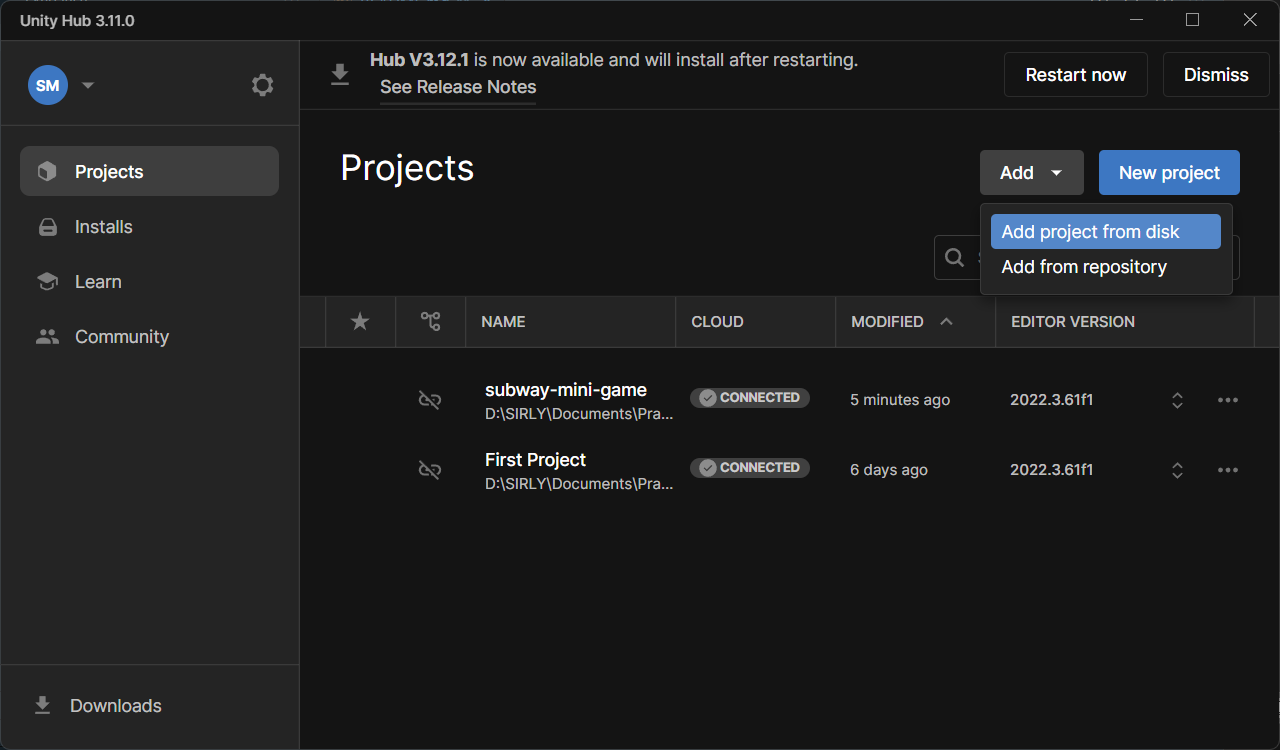 Unity Hub 3.11.0
SM
Hub V3.12.1 is now available and will install after restarting.
See Release Notes
Restart now
Dismiss
Projects
Installs
Learn
Community
Downloads
Projects
Add
New project
Add project from disk
Add from repository
NAME
CLOUD
MODIFIED
EDITOR VERSION
subway-mini-game
D:\SIRLY\Documents\Pra...
CONNECTED
5 minutes ago
2022.3.61f1
First Project
D:\SIRLY\Documents\Pra...
CONNECTED
6 days ago
2022.3.61f1